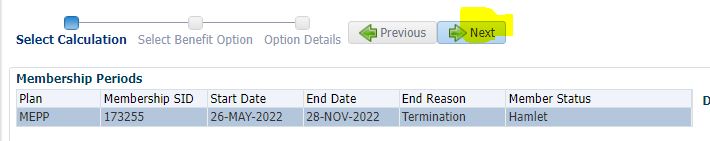 Select Calculation Select Benefit Option Option Details Previous Next
Membership Periods
Plan Membership SID Start Date End Date End Reason Member Status
MEPP 173255 26-MAY-2022 28-NOV-2022 Termination Hamlet